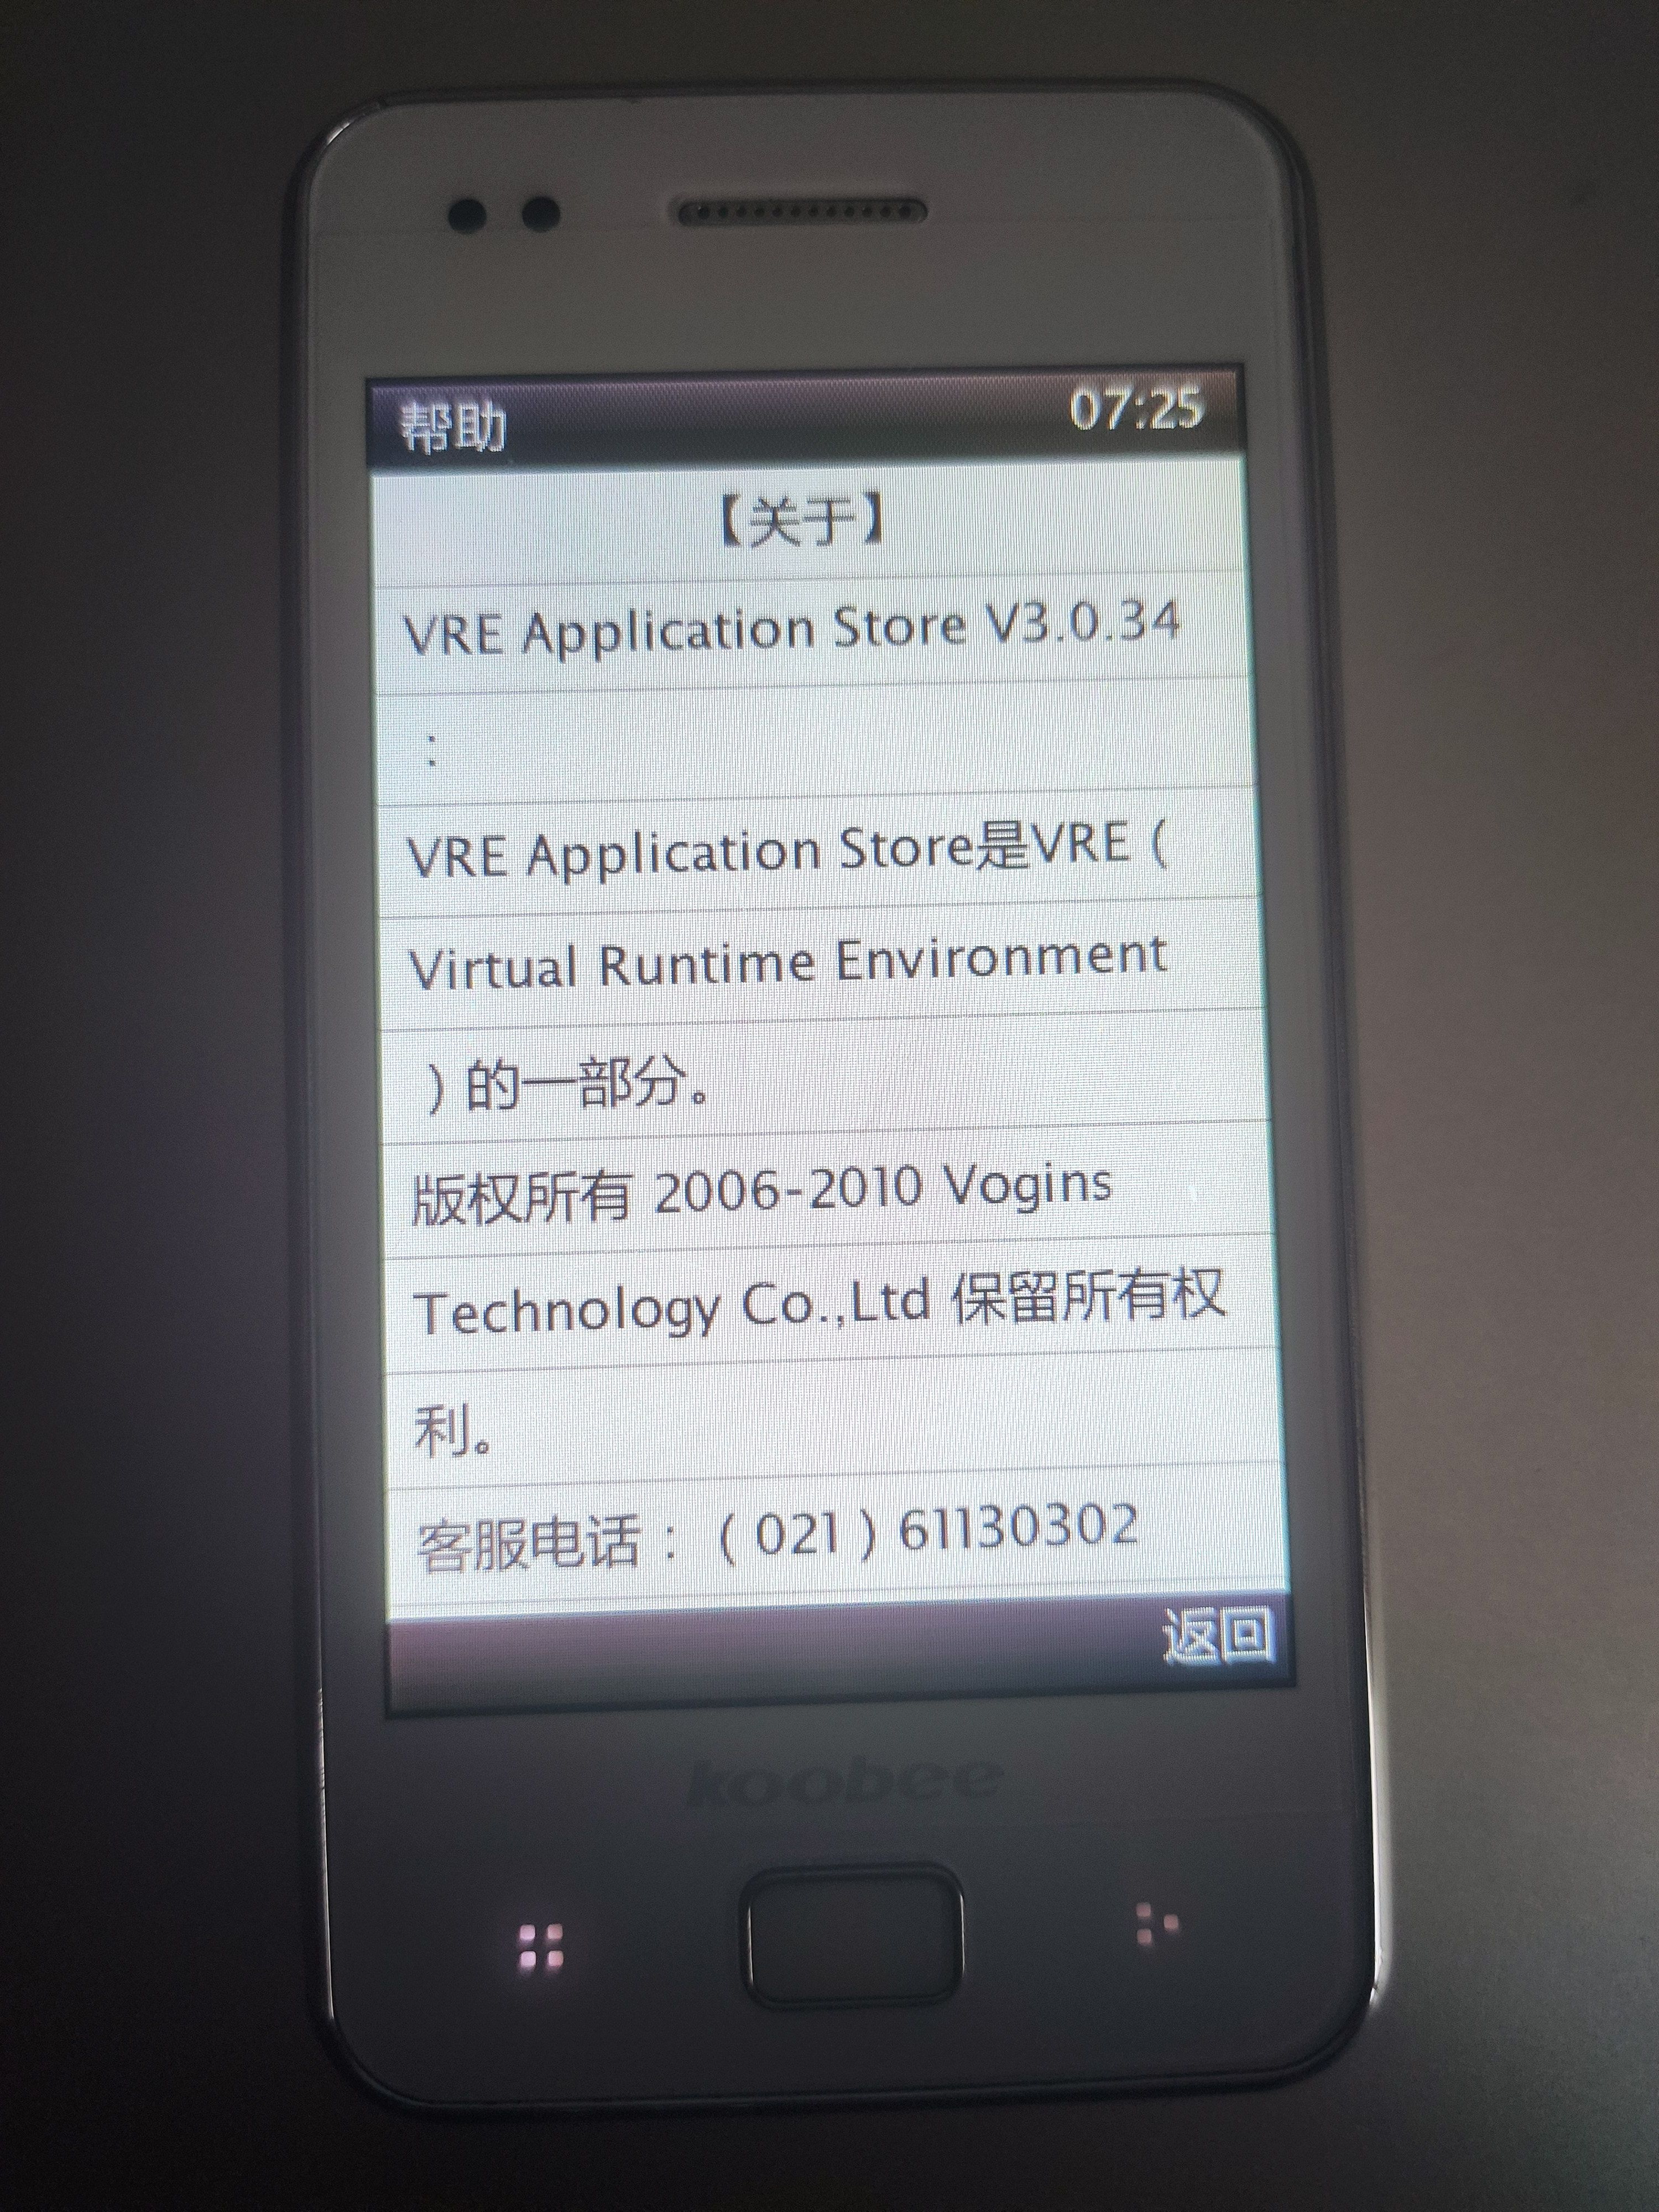 帮助 07:25
【关于】
VRE Application Store V3.0.34
：
VRE Application Store是VRE（
Virtual Runtime Environment
）的一部分。
版权所有 2006-2010 Vogins
Technology Co.,Ltd 保留所有权
利。
客服电话：（021）61130302
返回
koobee